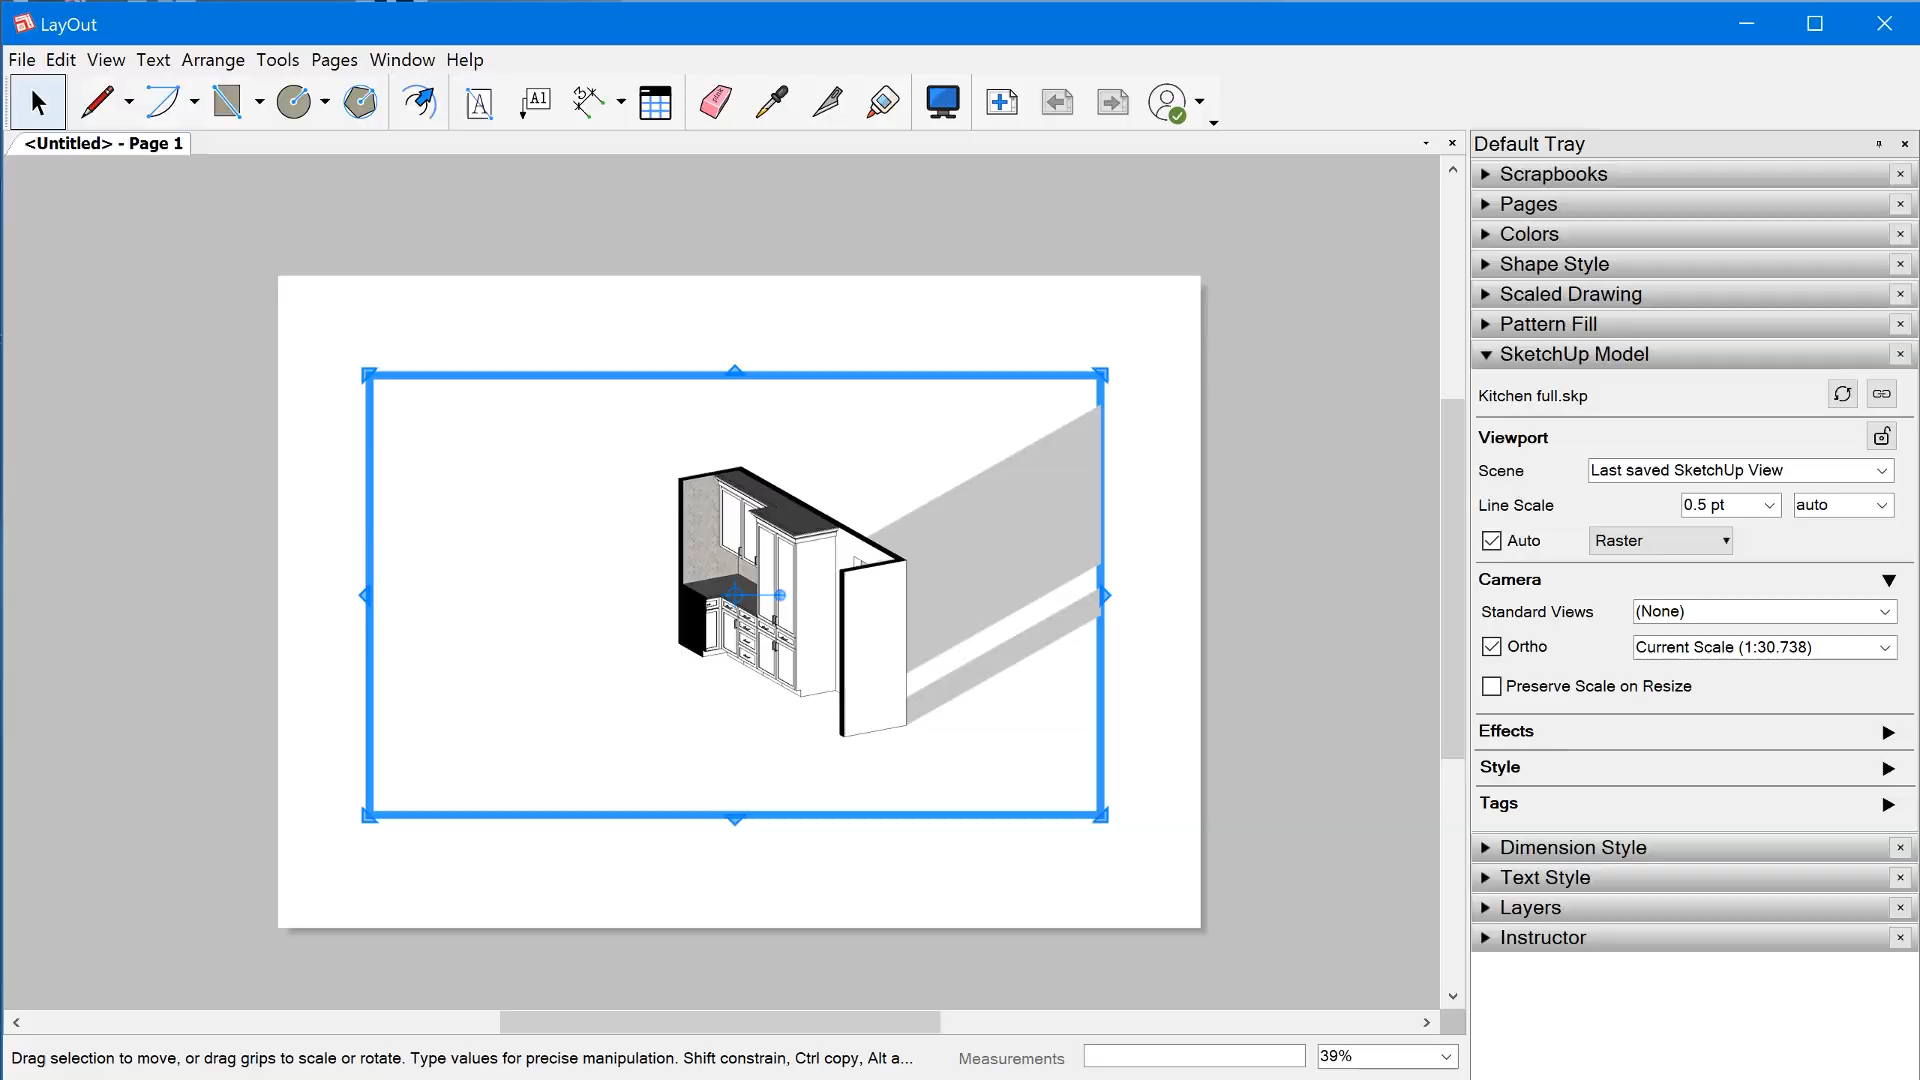 LayOut
File Edit View Text Arrange Tools Pages Window Help
A A1
<Untitled> - Page 1
Default Tray
Scrapbooks
Pages
Colors
Shape Style
Scaled Drawing
Pattern Fill
SketchUp Model
Kitchen full.skp
Viewport
Scene Last saved SketchUp View
Line Scale 0.5 pt auto
Auto Raster
Camera
Standard Views (None)
Ortho Current Scale (1:30.738)
Preserve Scale on Resize
Effects
Style
Tags
Dimension Style
Text Style
Layers
Instructor
Drag selection to move, or drag grips to scale or rotate. Type values for precise manipulation. Shift constrain, Ctrl copy, Alt a... Measurements 39%